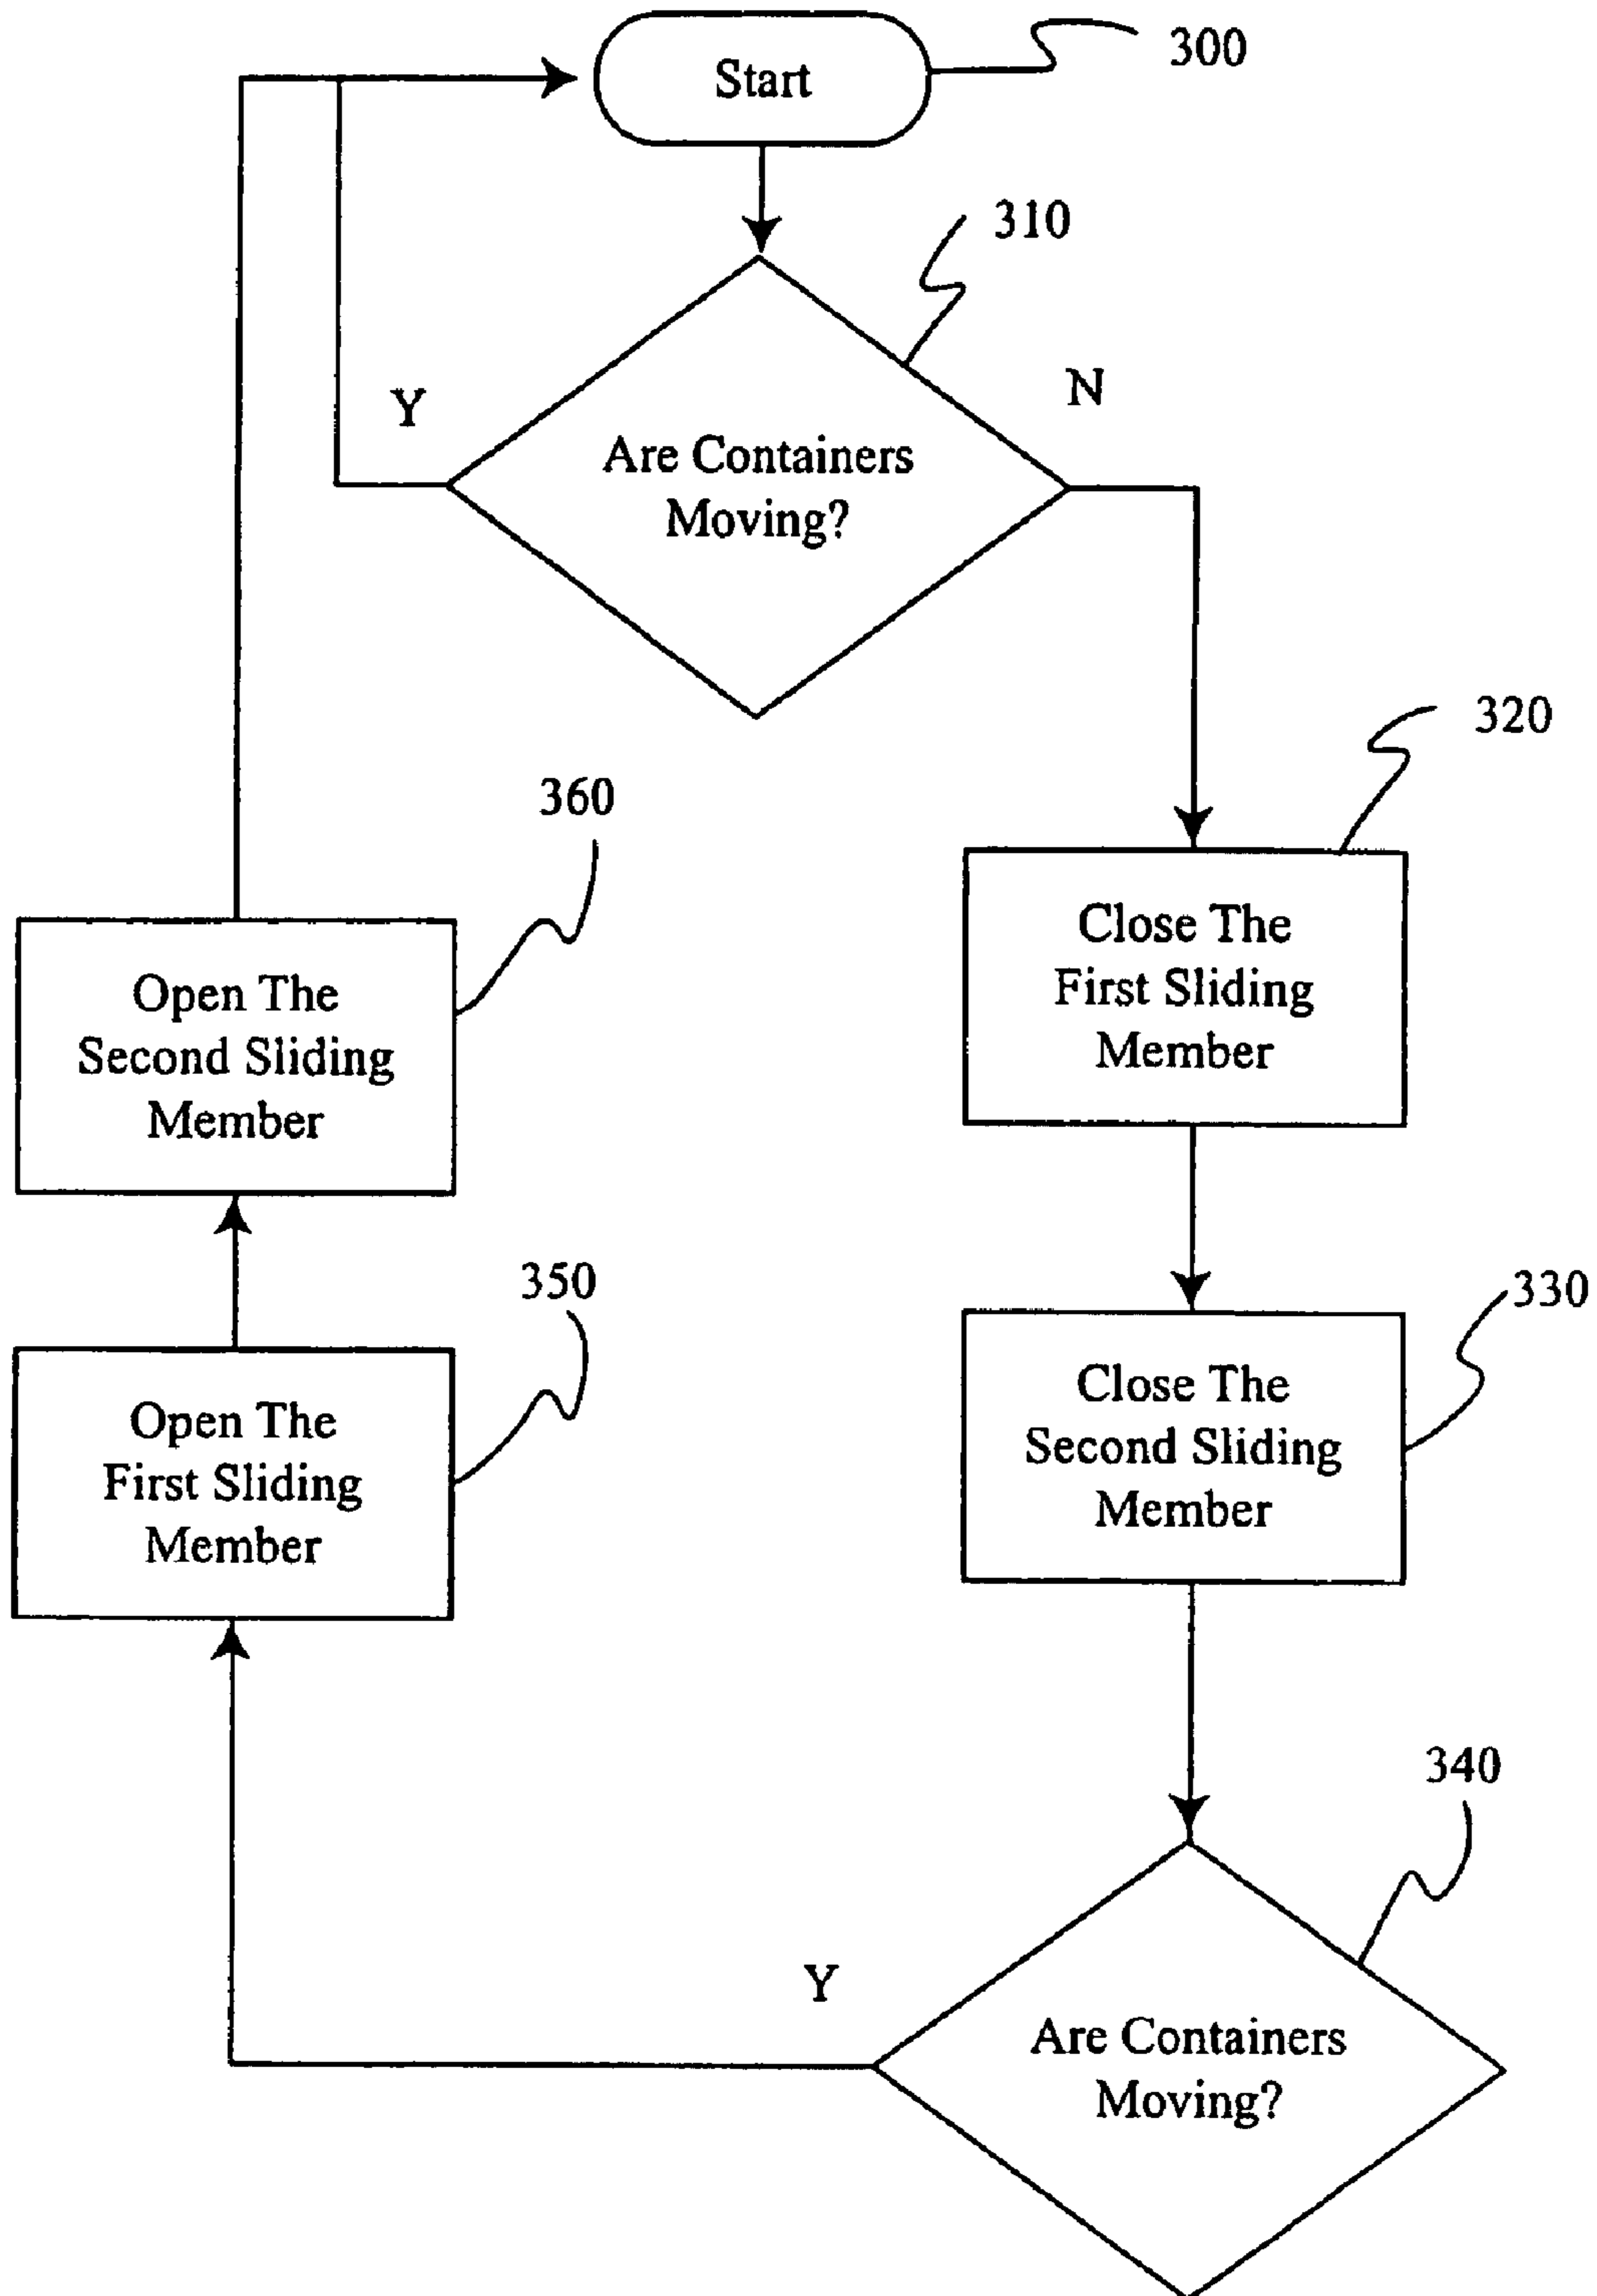 Start
300
310
Y
N
Are Containers
Moving?
320
Close The
First Sliding
Member
360
Open The
Second Sliding
Member
350
Open The
First Sliding
Member
330
Close The
Second Sliding
Member
340
Y
Are Containers
Moving?